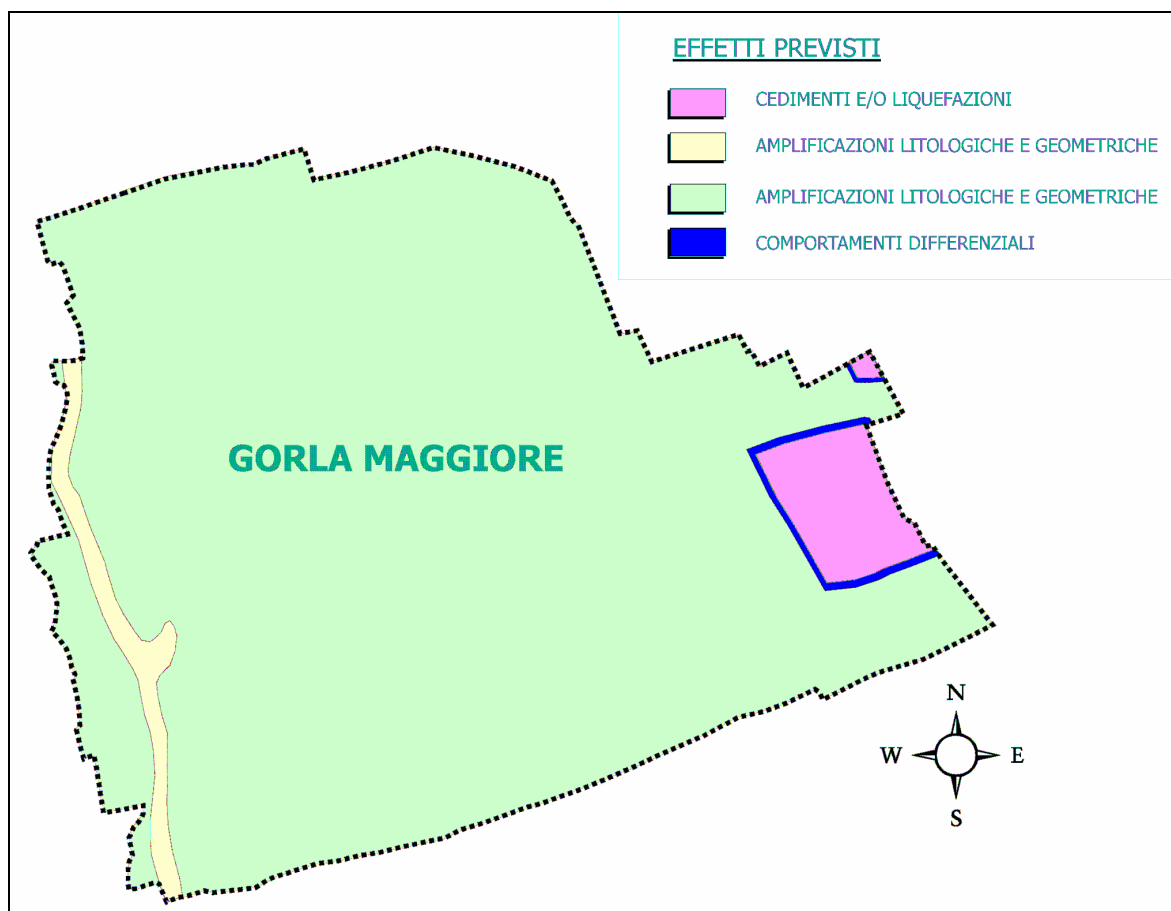 EFFETTI PREVISTI
CEDIMENTI E/O LIQUEFAZIONI
AMPLIFICAZIONI LITOLOGICHE E GEOMETRICHE
AMPLIFICAZIONI LITOLOGICHE E GEOMETRICHE
COMPORTAMENTI DIFFERENZIALI
GORLA MAGGIORE
N
W E
S